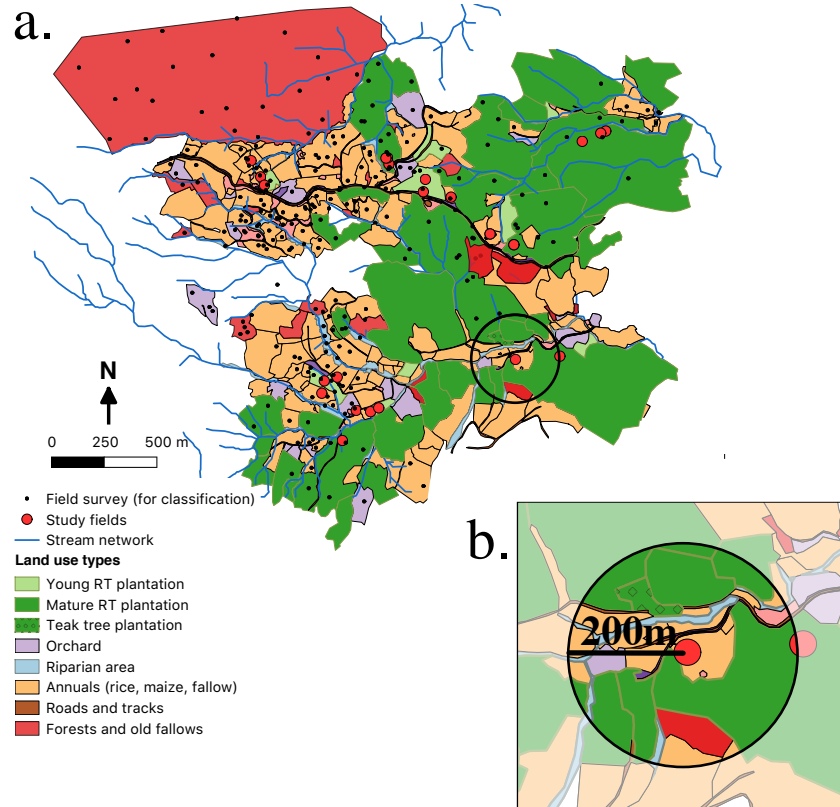 a.
N
0 250 500 m
Field survey (for classification)
Study fields
Stream network
Land use types
Young RT plantation
Mature RT plantation
Teak tree plantation
Orchard
Riparian area
Annuals (rice, maize, fallow)
Roads and tracks
Forests and old fallows
b.
200m